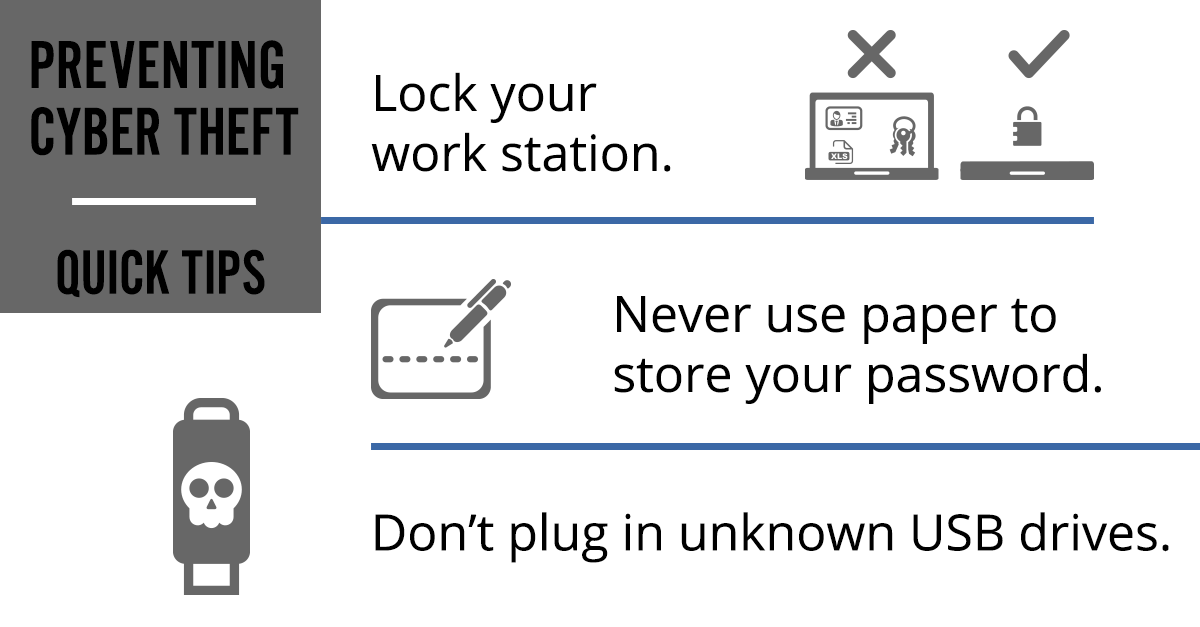 PREVENTING
CYBER THEFT
QUICK TIPS
Lock your
work station.
XLS
Never use paper to
store your password.
Don’t plug in unknown USB drives.